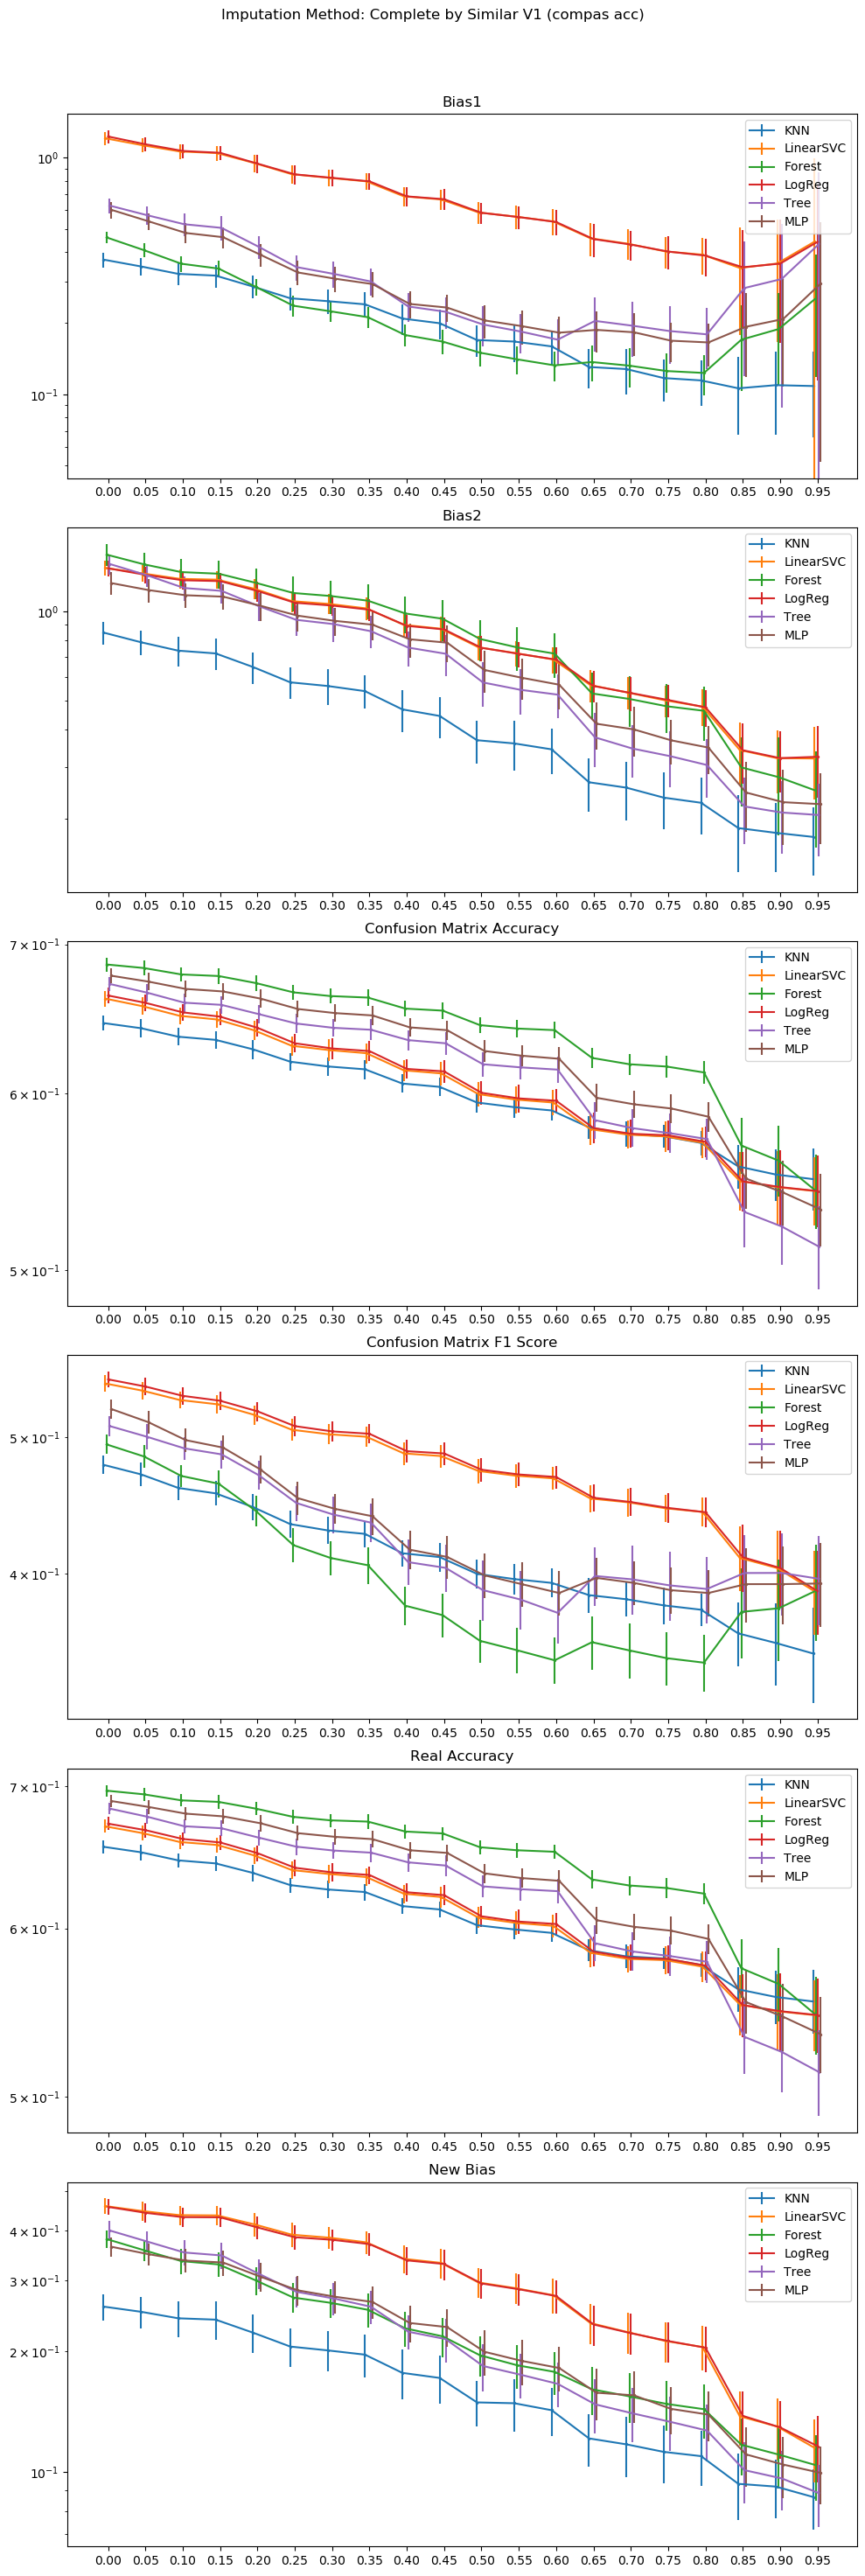 Imputation Method: Complete by Similar V1 (compas acc)
Bias1
10^0
10^-1
KNN
LinearSVC
Forest
LogReg
Tree
MLP
0.00 0.05 0.10 0.15 0.20 0.25 0.30 0.35 0.40 0.45 0.50 0.55 0.60 0.65 0.70 0.75 0.80 0.85 0.90 0.95
Bias2
10^0
KNN
LinearSVC
Forest
LogReg
Tree
MLP
0.00 0.05 0.10 0.15 0.20 0.25 0.30 0.35 0.40 0.45 0.50 0.55 0.60 0.65 0.70 0.75 0.80 0.85 0.90 0.95
Confusion Matrix Accuracy
7 × 10^-1
6 × 10^-1
5 × 10^-1
KNN
LinearSVC
Forest
LogReg
Tree
MLP
0.00 0.05 0.10 0.15 0.20 0.25 0.30 0.35 0.40 0.45 0.50 0.55 0.60 0.65 0.70 0.75 0.80 0.85 0.90 0.95
Confusion Matrix F1 Score
5 × 10^-1
4 × 10^-1
KNN
LinearSVC
Forest
LogReg
Tree
MLP
0.00 0.05 0.10 0.15 0.20 0.25 0.30 0.35 0.40 0.45 0.50 0.55 0.60 0.65 0.70 0.75 0.80 0.85 0.90 0.95
Real Accuracy
7 × 10^-1
6 × 10^-1
5 × 10^-1
KNN
LinearSVC
Forest
LogReg
Tree
MLP
0.00 0.05 0.10 0.15 0.20 0.25 0.30 0.35 0.40 0.45 0.50 0.55 0.60 0.65 0.70 0.75 0.80 0.85 0.90 0.95
New Bias
4 × 10^-1
3 × 10^-1
2 × 10^-1
10^-1
KNN
LinearSVC
Forest
LogReg
Tree
MLP
0.00 0.05 0.10 0.15 0.20 0.25 0.30 0.35 0.40 0.45 0.50 0.55 0.60 0.65 0.70 0.75 0.80 0.85 0.90 0.95